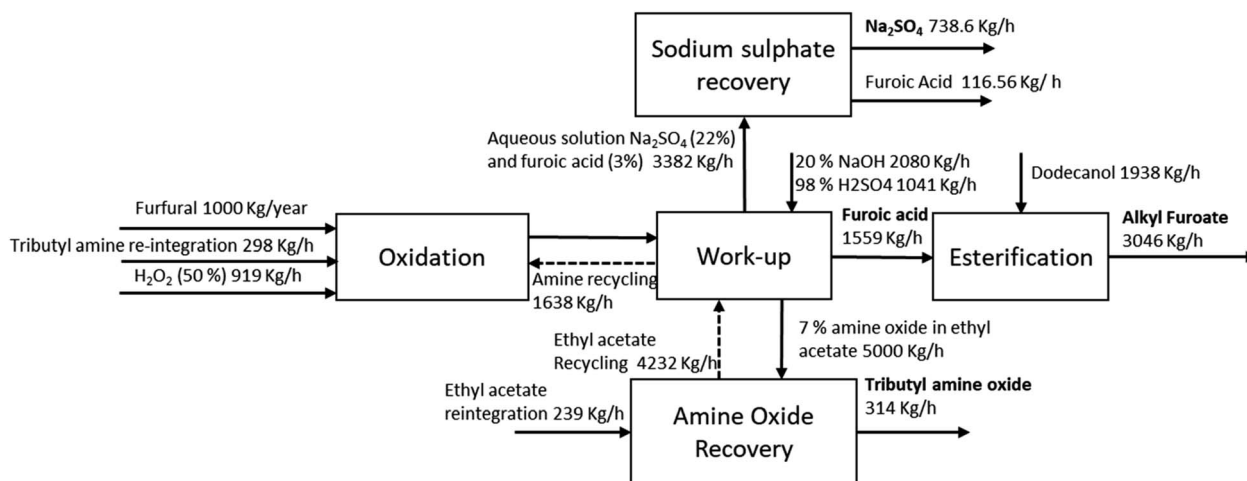 Na₂SO₄ 738.6 Kg/h
Sodium sulphate
recovery
Furoic Acid 116.56 Kg/ h
Aqueous solution Na₂SO₄ (22%)
and furoic acid (3%) 3382 Kg/h
20 % NaOH 2080 Kg/h
98 % H2SO4 1041 Kg/h
Dodecanol 1938 Kg/h
Furfural 1000 Kg/year
Tributyl amine re-integration 298 Kg/h
H₂O₂ (50 %) 919 Kg/h
Oxidation
Amine recycling
1638 Kg/h
Work-up
Furoic acid
1559 Kg/h
Esterification
Alkyl Furoate
3046 Kg/h
Ethyl acetate
Recycling 4232 Kg/h
7 % amine oxide in ethyl
acetate 5000 Kg/h
Ethyl acetate
reintegration 239 Kg/h
Amine Oxide
Recovery
Tributyl amine oxide
314 Kg/h